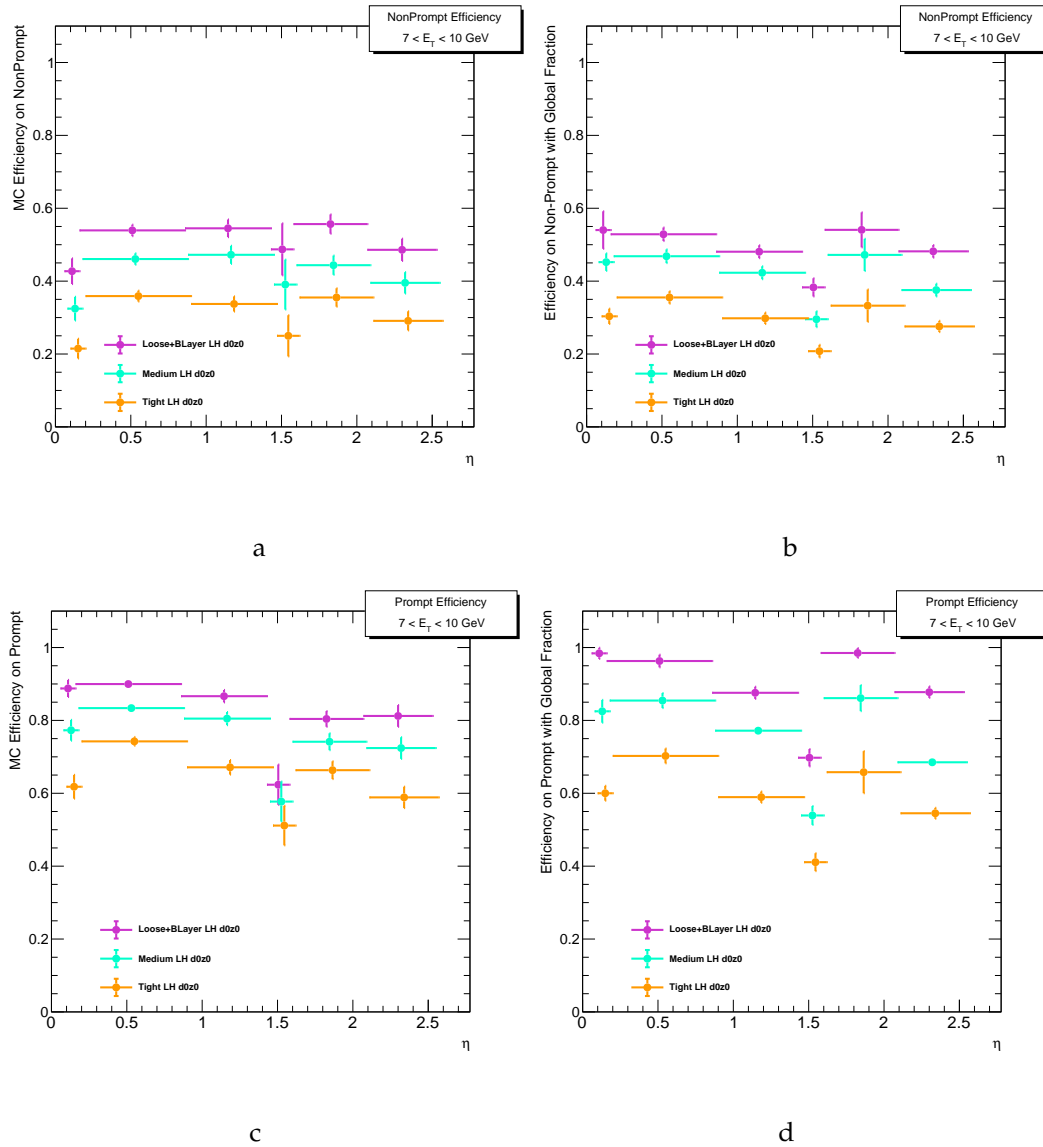 NonPrompt Efficiency
7 < E_T < 10 GeV
MC Efficiency on NonPrompt
1
0.8
0.6
0.4
0.2
0
Loose+BLayer LH d0z0
Medium LH d0z0
Tight LH d0z0
0 0.5 1 1.5 2 2.5
η
a
NonPrompt Efficiency
7 < E_T < 10 GeV
Efficiency on Non-Prompt with Global Fraction
1
0.8
0.6
0.4
0.2
0
Loose+BLayer LH d0z0
Medium LH d0z0
Tight LH d0z0
0 0.5 1 1.5 2 2.5
η
b
Prompt Efficiency
7 < E_T < 10 GeV
MC Efficiency on Prompt
1
0.8
0.6
0.4
0.2
0
Loose+BLayer LH d0z0
Medium LH d0z0
Tight LH d0z0
0 0.5 1 1.5 2 2.5
η
c
Prompt Efficiency
7 < E_T < 10 GeV
Efficiency on Prompt with Global Fraction
1
0.8
0.6
0.4
0.2
0
Loose+BLayer LH d0z0
Medium LH d0z0
Tight LH d0z0
0 0.5 1 1.5 2 2.5
η
d